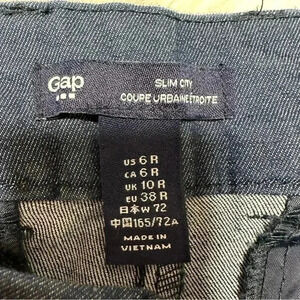 Gap
SLIM CITY
COUPE URBAINE ÉTROITE
US 6 R
CA 6 R
UK 10 R
EU 38 R
日本 W 72
中国 165/72A
MADE IN
VIETNAM